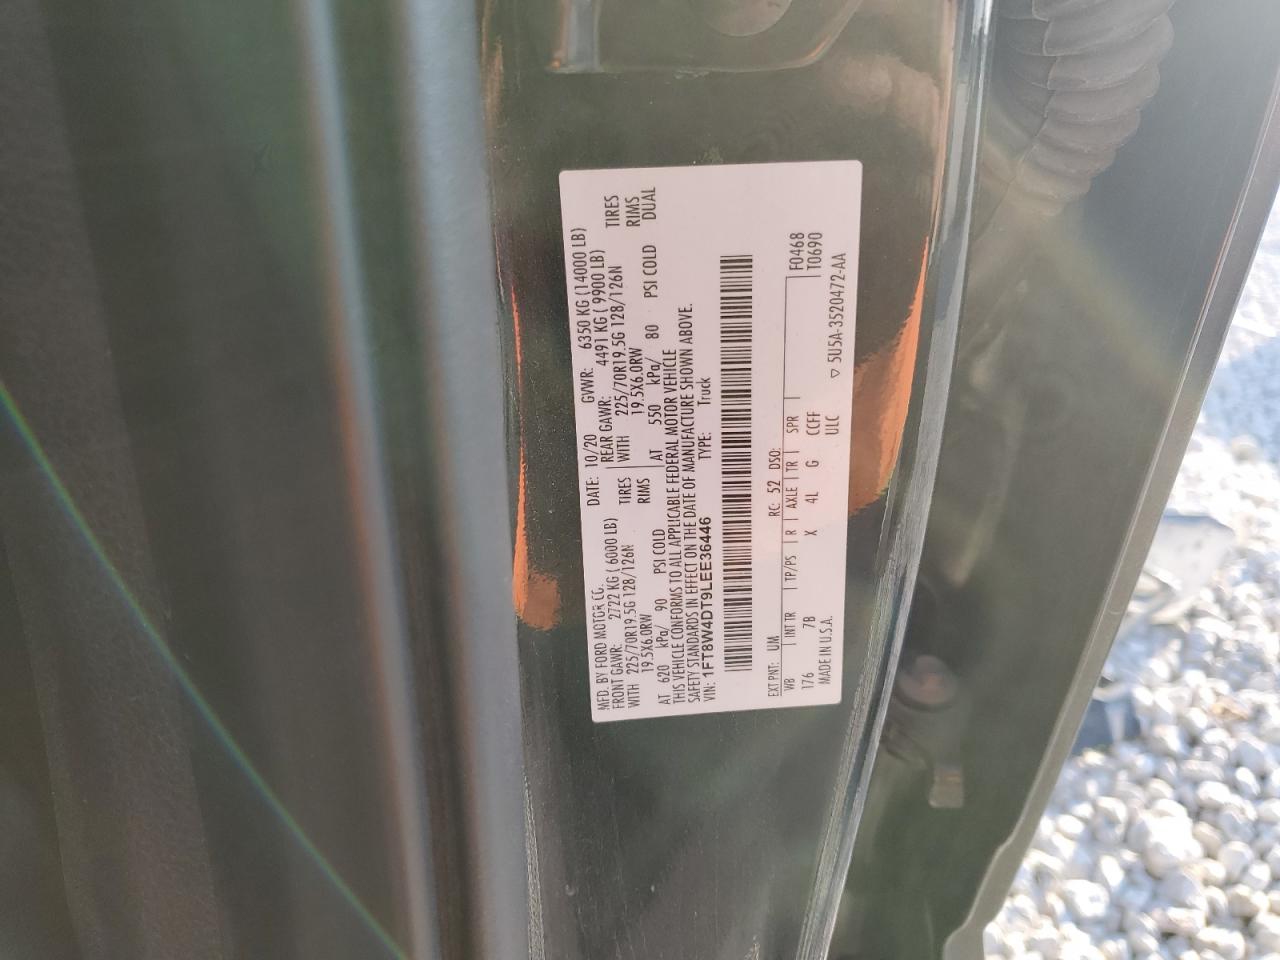 MFD. BY FORD MOTOR CO.
DATE: 10/20 GVWR: 6350 KG (14000 LB)
FRONT GAWR: 2722 KG ( 6000 LB) REAR GAWR: 4491 KG ( 9900 LB)
WITH 225/70R19.5G 128/126N TIRES WITH 225/70R19.5G 128/126N TIRES
19.5X6.0RW RIMS 19.5X6.0RW RIMS
AT 620 kPa/ 90 PSI COLD AT 550 kPa/ 80 PSI COLD DUAL
THIS VEHICLE CONFORMS TO ALL APPLICABLE FEDERAL MOTOR VEHICLE
SAFETY STANDARDS IN EFFECT ON THE DATE OF MANUFACTURE SHOWN ABOVE.
VIN: 1FT8W4DT9LEE36446 TYPE: Truck
EXT PNT: UM RC: 52 DSO: F0468
WB INT TR TP/PS R AXLE TR SPR T0690
176 7B X 4L G CCFF
MADE IN U.S.A. ULC ▽ 5U5A-3520472-AA